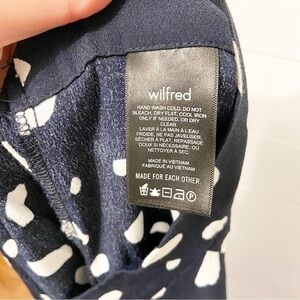 wilfred
HAND WASH COLD, DO NOT
BLEACH, DRY FLAT, COOL IRON
ONLY IF NEEDED, OR DRY
CLEAN.
LAVER À LA MAIN À L'EAU
FROIDE, NE PAS JAVELISER,
SÉCHER À PLAT, REPASSAGE
DOUX SI NÉCESSAIRE, OU
NETTOYER À SEC.
MADE IN VIETNAM
FABRIQUÉ AU VIETNAM
MADE FOR EACH OTHER
P